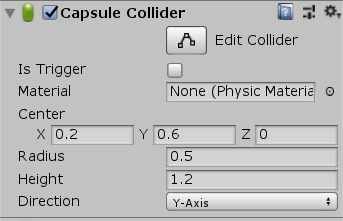 Capsule Collider
Edit Collider
Is Trigger
Material None (Physic Materia
Center
X 0.2 Y 0.6 Z 0
Radius 0.5
Height 1.2
Direction Y-Axis